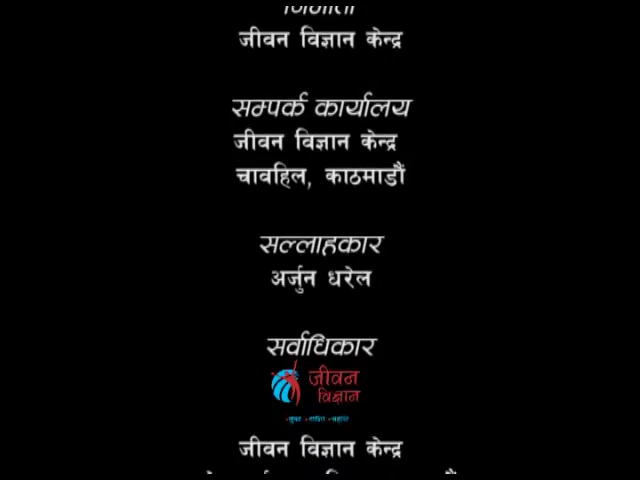 जीवन विज्ञान केन्द्र
सम्पर्क कार्यालय
जीवन विज्ञान केन्द्र
चावहिल, काठमाडौं
सल्लाहकार
अर्जुन धरेल
सर्वाधिकार
जीवन
विज्ञान
जीवन विज्ञान केन्द्र